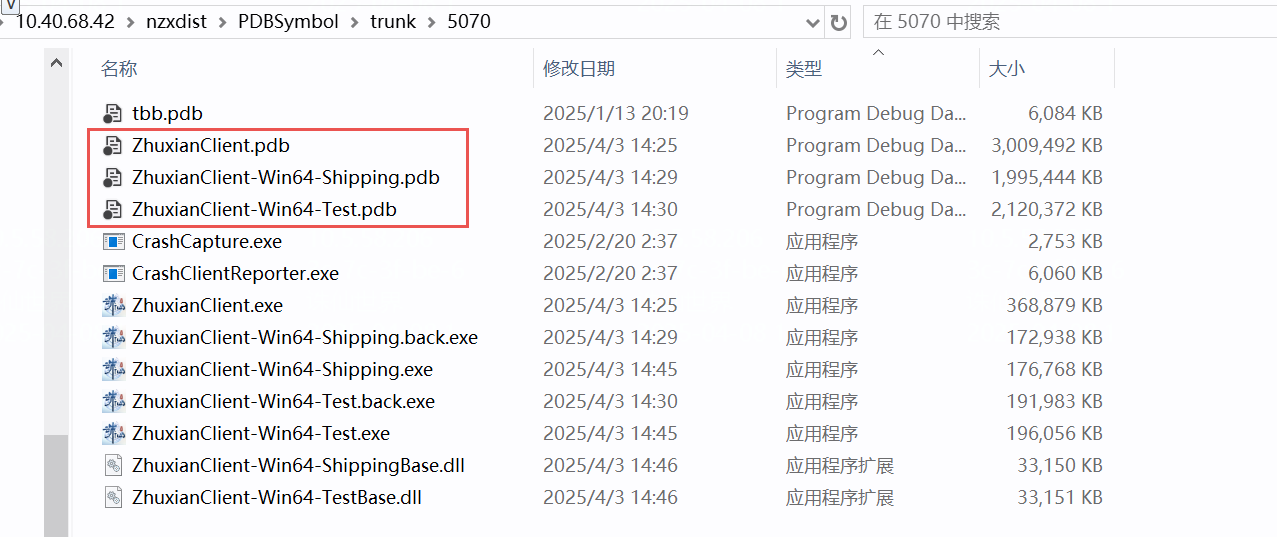 V
10.40.68.42 > nzxdist > PDBSymbol > trunk > 5070 在 5070 中搜索
名称 修改日期 类型 大小
tbb.pdb 2025/1/13 20:19 Program Debug Da... 6,084 KB
ZhuxianClient.pdb 2025/4/3 14:25 Program Debug Da... 3,009,492 KB
ZhuxianClient-Win64-Shipping.pdb 2025/4/3 14:29 Program Debug Da... 1,995,444 KB
ZhuxianClient-Win64-Test.pdb 2025/4/3 14:30 Program Debug Da... 2,120,372 KB
CrashCapture.exe 2025/2/20 2:37 应用程序 2,753 KB
CrashClientReporter.exe 2025/2/20 2:37 应用程序 6,060 KB
ZhuxianClient.exe 2025/4/3 14:25 应用程序 368,879 KB
ZhuxianClient-Win64-Shipping.back.exe 2025/4/3 14:29 应用程序 172,938 KB
ZhuxianClient-Win64-Shipping.exe 2025/4/3 14:45 应用程序 176,768 KB
ZhuxianClient-Win64-Test.back.exe 2025/4/3 14:30 应用程序 191,983 KB
ZhuxianClient-Win64-Test.exe 2025/4/3 14:45 应用程序 196,056 KB
ZhuxianClient-Win64-ShippingBase.dll 2025/4/3 14:46 应用程序扩展 33,150 KB
ZhuxianClient-Win64-TestBase.dll 2025/4/3 14:46 应用程序扩展 33,151 KB